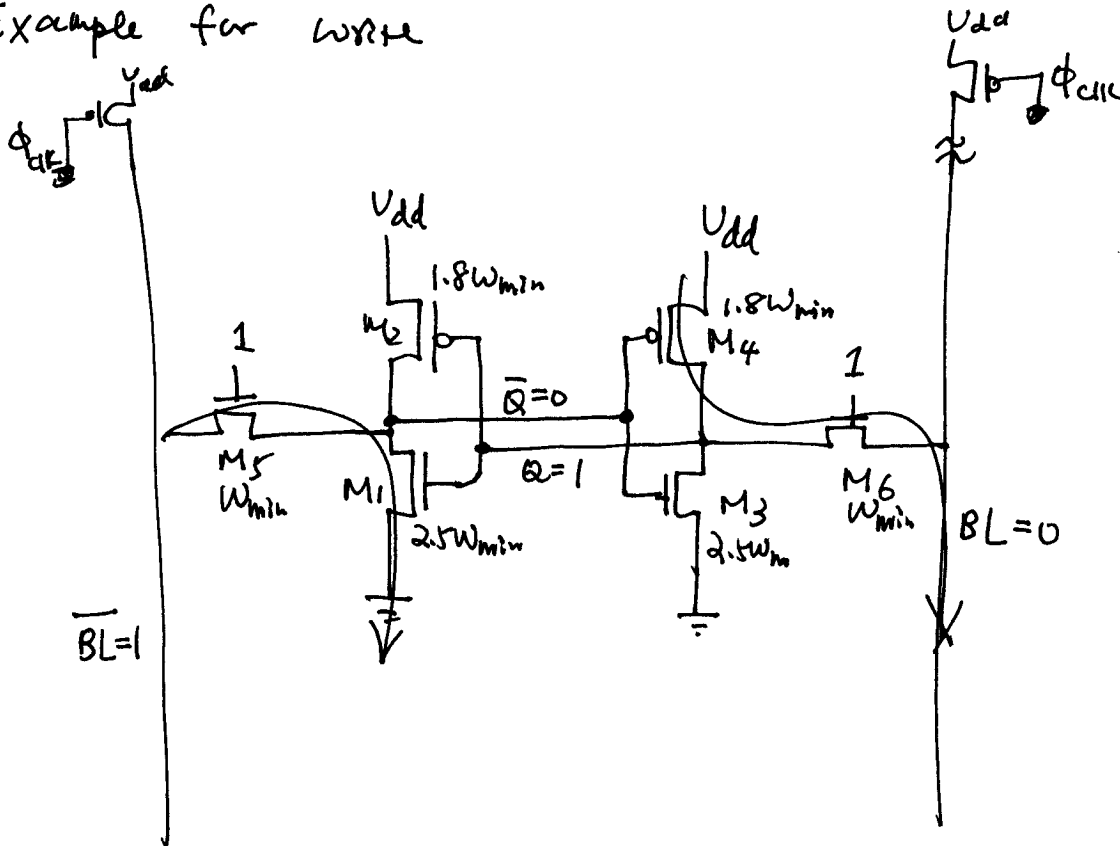 Example for write
Vdd
Vdd
ϕclk
ϕclk
Vdd
Vdd
1.8Wmin
1.8Wmin
M2
M4
1
1
Q̅=0
M5
Wmin
Q=1
M1
M3
M6
Wmin
2.5Wmin
2.5Wm
BL=0
B̅L̅=1